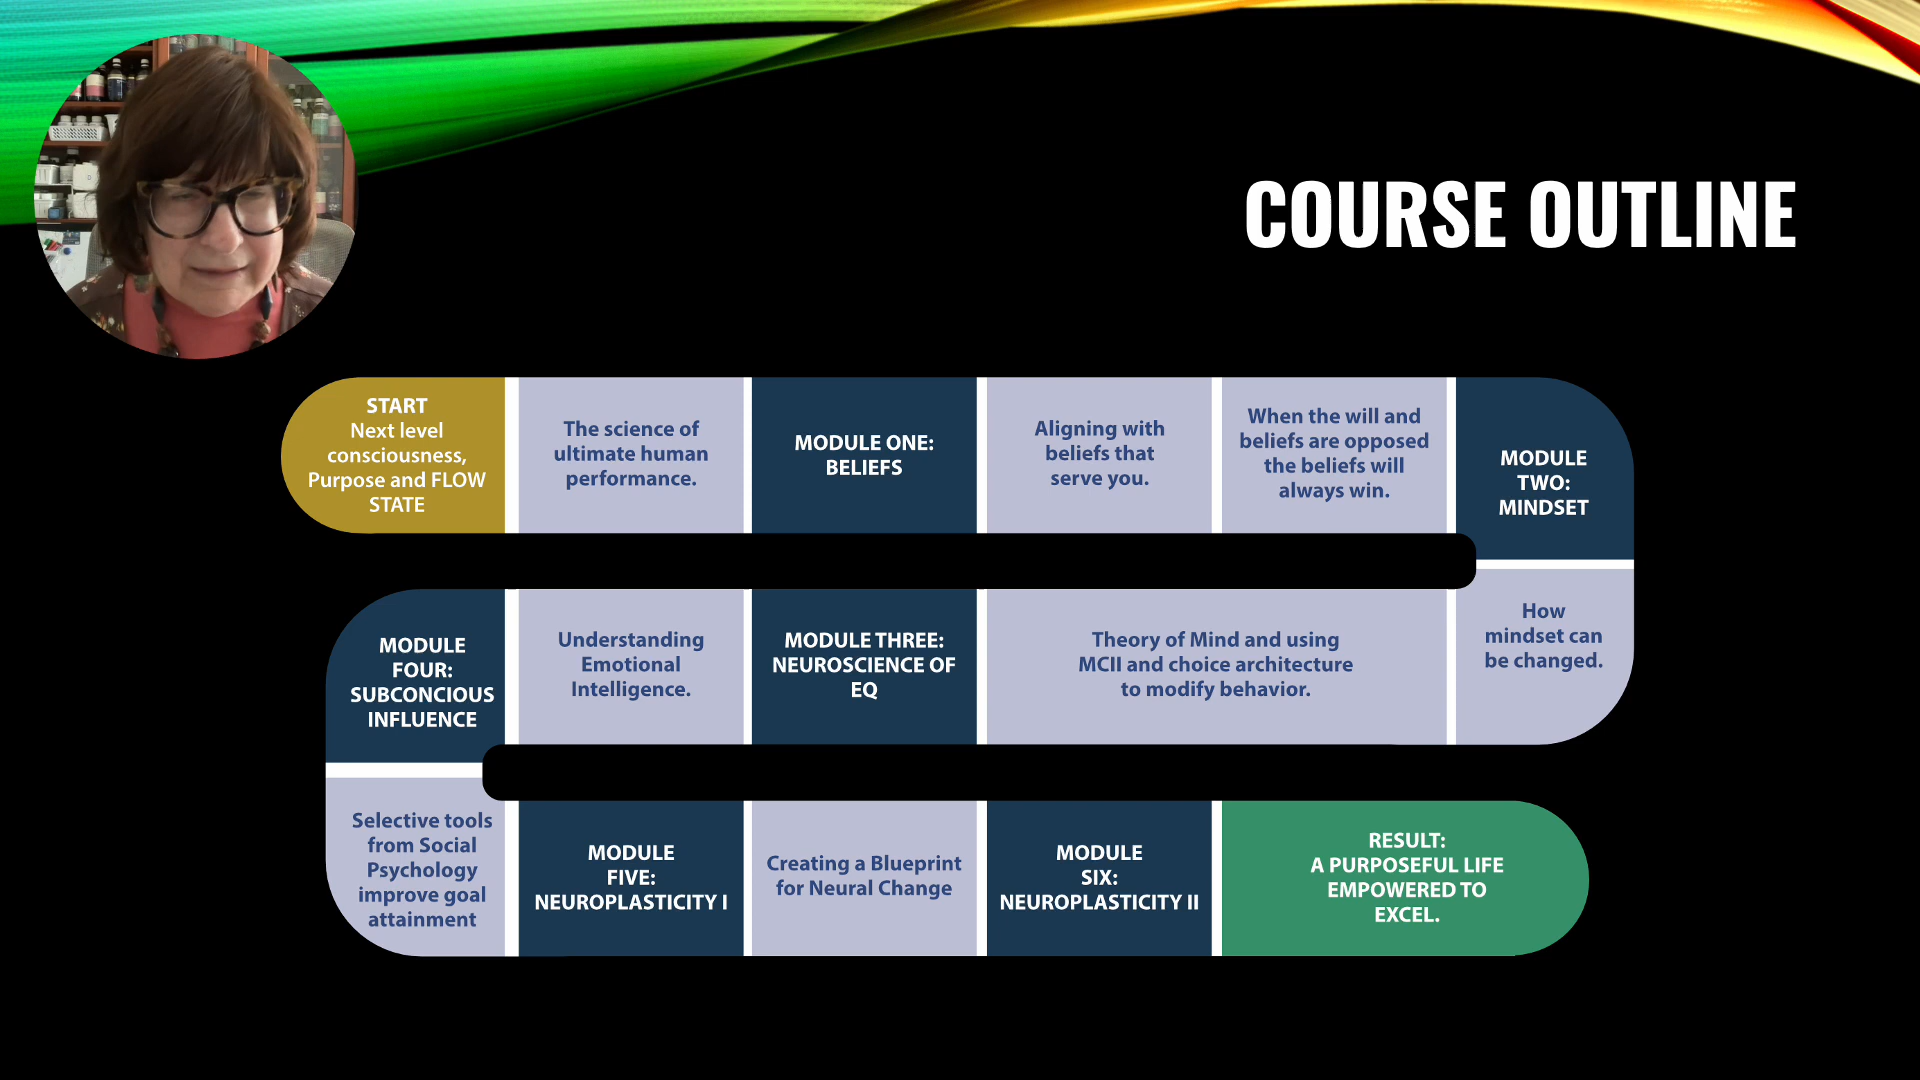 COURSE OUTLINE
START
Next level
consciousness,
Purpose and FLOW
STATE
The science of
ultimate human
performance.
MODULE ONE:
BELIEFS
Aligning with
beliefs that
serve you.
When the will and
beliefs are opposed
the beliefs will
always win.
MODULE
TWO:
MINDSET
How
mindset can
be changed.
Theory of Mind and using
MCII and choice architecture
to modify behavior.
MODULE THREE:
NEUROSCIENCE OF
EQ
Understanding
Emotional
Intelligence.
MODULE
FOUR:
SUBCONCIOUS
INFLUENCE
Selective tools
from Social
Psychology
improve goal
attainment
MODULE
FIVE:
NEUROPLASTICITY I
Creating a Blueprint
for Neural Change
MODULE
SIX:
NEUROPLASTICITY II
RESULT:
A PURPOSEFUL LIFE
EMPOWERED TO
EXCEL.